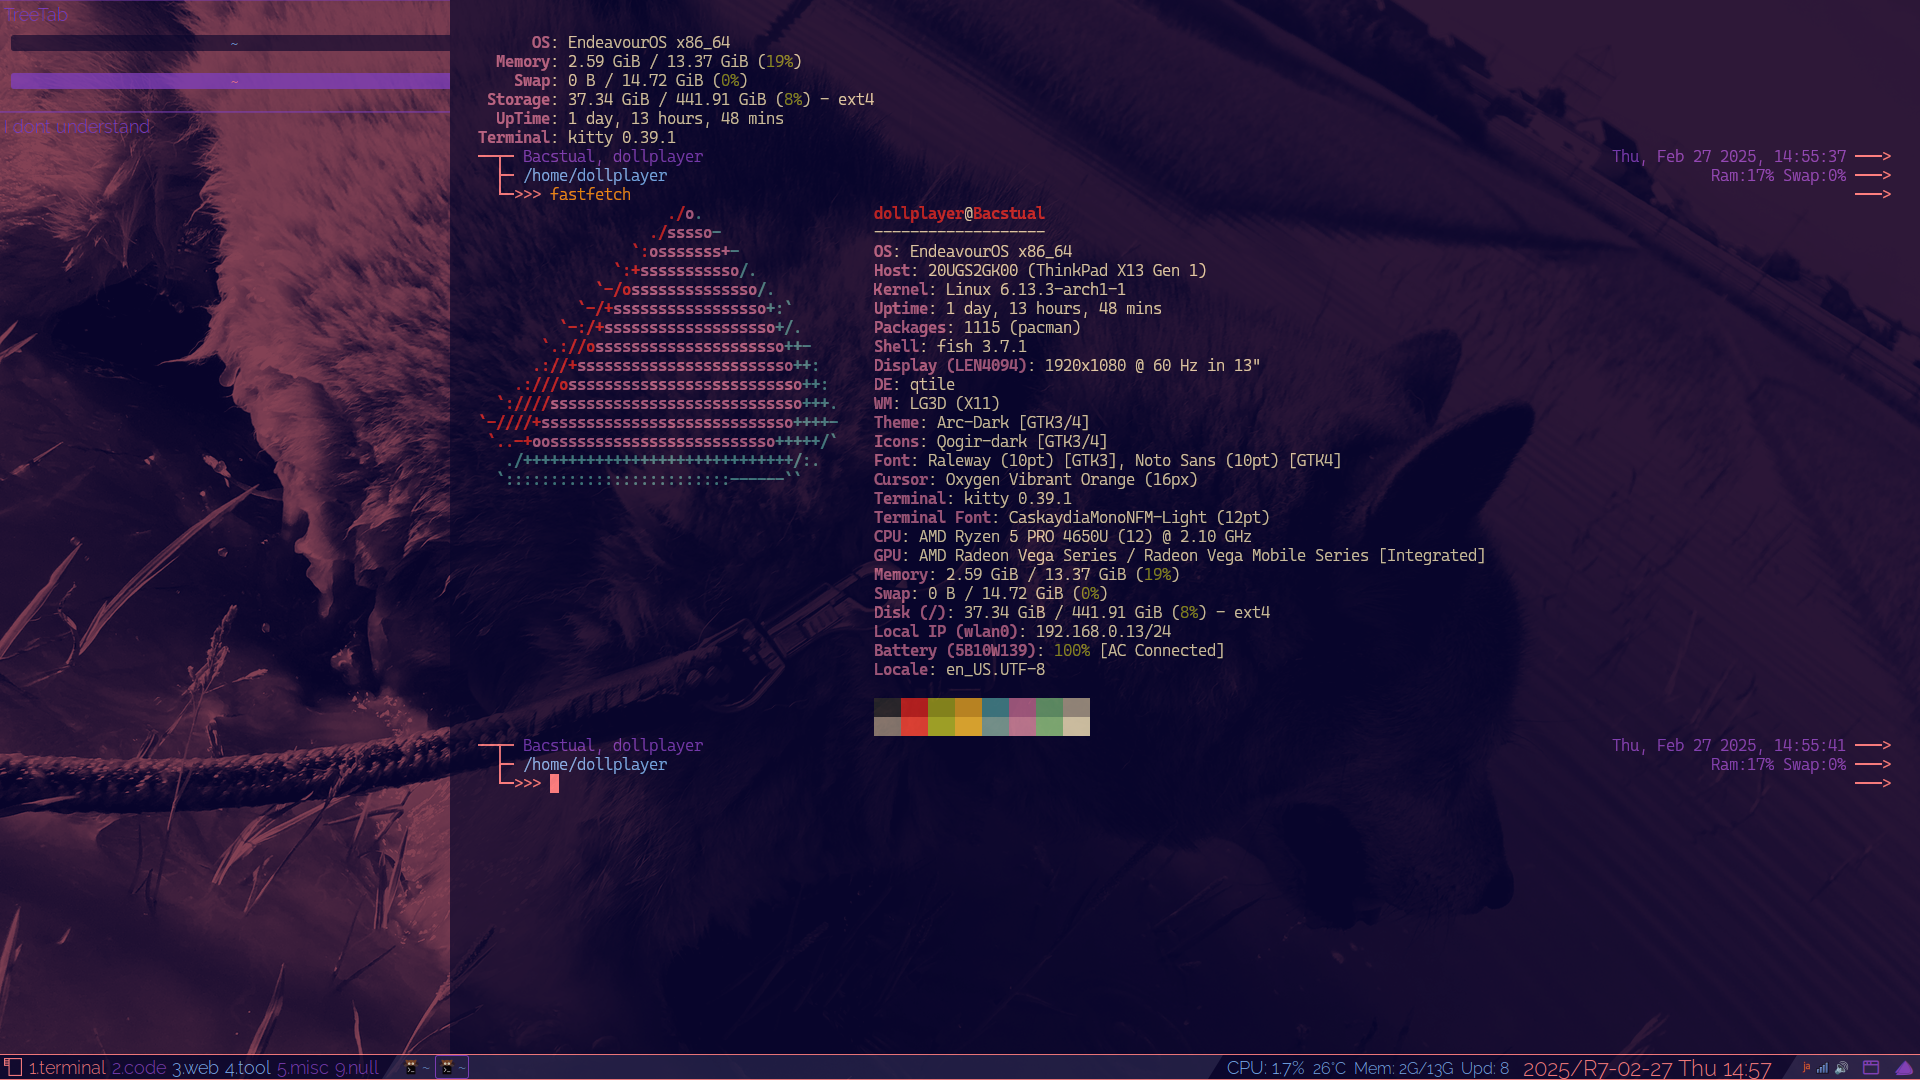 TreeTab
~
~
I dont understand
OS: EndeavourOS x86_64
Memory: 2.59 GiB / 13.37 GiB (19%)
Swap: 0 B / 14.72 GiB (0%)
Storage: 37.34 GiB / 441.91 GiB (8%) - ext4
UpTime: 1 day, 13 hours, 48 mins
Terminal: kitty 0.39.1
Bacstual, dollplayer Thu, Feb 27 2025, 14:55:37 ──>
/home/dollplayer Ram:17% Swap:0% ──>
>>> fastfetch ──>
./o.
./sssso-
`:osssssss+-
`:+sssssssssso/.
`-/ossssssssssssso/.
`-/+sssssssssssssssso+:`
`-:/+sssssssssssssssssso+/.
`.://osssssssssssssssssssso++-
.://+ssssssssssssssssssssssso++:
.:///ossssssssssssssssssssssssso++:
`:////ssssssssssssssssssssssssssso+++.
`-////+ssssssssssssssssssssssssssso++++-
`..-+oosssssssssssssssssssssssso+++++/`
./++++++++++++++++++++++++++++++/:.
`:::::::::::::::::::::::::------``
dollplayer@Bacstual
-------------------
OS: EndeavourOS x86_64
Host: 20UGS2GK00 (ThinkPad X13 Gen 1)
Kernel: Linux 6.13.3-arch1-1
Uptime: 1 day, 13 hours, 48 mins
Packages: 1115 (pacman)
Shell: fish 3.7.1
Display (LEN4094): 1920x1080 @ 60 Hz in 13"
DE: qtile
WM: LG3D (X11)
Theme: Arc-Dark [GTK3/4]
Icons: Qogir-dark [GTK3/4]
Font: Raleway (10pt) [GTK3], Noto Sans (10pt) [GTK4]
Cursor: Oxygen Vibrant Orange (16px)
Terminal: kitty 0.39.1
Terminal Font: CaskaydiaMonoNFM-Light (12pt)
CPU: AMD Ryzen 5 PRO 4650U (12) @ 2.10 GHz
GPU: AMD Radeon Vega Series / Radeon Vega Mobile Series [Integrated]
Memory: 2.59 GiB / 13.37 GiB (19%)
Swap: 0 B / 14.72 GiB (0%)
Disk (/): 37.34 GiB / 441.91 GiB (8%) - ext4
Local IP (wlan0): 192.168.0.13/24
Battery (5B10W139): 100% [AC Connected]
Locale: en_US.UTF-8
Bacstual, dollplayer Thu, Feb 27 2025, 14:55:41 ──>
/home/dollplayer Ram:17% Swap:0% ──>
>>> ──>
1.terminal 2.code 3.web 4.tool 5.misc 9.null ~ ~ CPU: 1.7% 26°C Mem: 2G/13G Upd: 8 2025/R7-02-27 Thu 14:57 ja